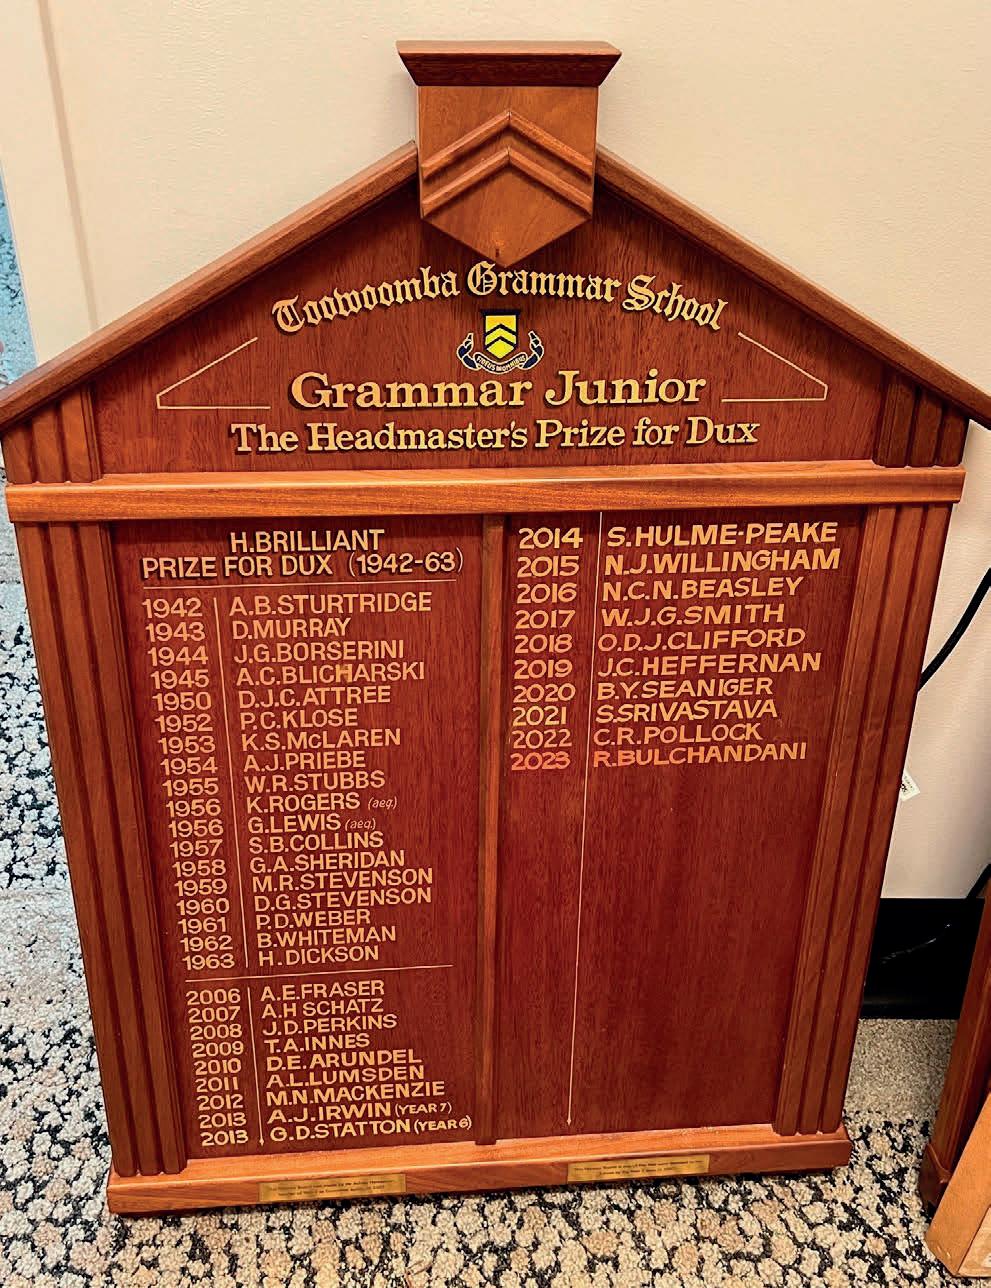 Toowoomba Grammar School
FIDELIS IN OMNIBUS
Grammar Junior
The Headmaster's Prize for Dux
H.BRILLIANT
PRIZE FOR DUX (1942-63)
1942 A.B.STURTRIDGE
1943 D.MURRAY
1944 J.G.BORSERINI
1945 A.C.BLICHARSKI
1950 D.J.C.ATTREE
1952 P.C.KLOSE
1953 K.S.McLAREN
1954 A.J.PRIEBE
1955 W.R.STUBBS
1956 K.ROGERS (aeq.)
1956 G.LEWIS (aeq.)
1957 S.B.COLLINS
1958 G.A.SHERIDAN
1959 M.R.STEVENSON
1960 D.G.STEVENSON
1961 P.D.WEBER
1962 B.WHITEMAN
1963 H.DICKSON
2006 A.E.FRASER
2007 A.H SCHATZ
2008 J.D.PERKINS
2009 T.A.INNES
2010 D.E.ARUNDEL
2011 A.L.LUMSDEN
2012 M.N.MACKENZIE
2013 A.J.IRWIN (YEAR 7)
2013 G.D.STATTON (YEAR 6)
2014 S.HULME-PEAKE
2015 N.J.WILLINGHAM
2016 N.C.N.BEASLEY
2017 W.J.G.SMITH
2018 O.D.J.CLIFFORD
2019 J.C.HEFFERNAN
2020 B.Y.SEANIGER
2021 S.SRIVASTAVA
2022 C.R.POLLOCK
2023 R.BULCHANDANI